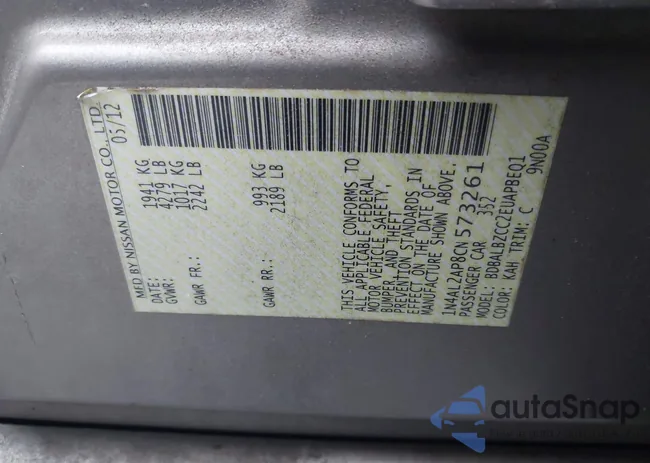 MFD BY NISSAN MOTOR CO., LTD.
DATE: 05/12
GVWR: 1941 KG
4279 LB
GAWR FR.: 1017 KG
2242 LB
GAWR RR.: 993 KG
2189 LB
THIS VEHICLE CONFORMS TO
ALL APPLICABLE FEDERAL
MOTOR VEHICLE SAFETY,
BUMPER, AND THEFT
PREVENTION STANDARDS IN
EFFECT ON THE DATE OF
MANUFACTURE SHOWN ABOVE.
1N4AL2AP8CN573261
PASSENGER CAR 352
MODEL: BDBALBZCC2EUAPBEQ1
COLOR: KAH TRIM: C 9N00A
autoSnap